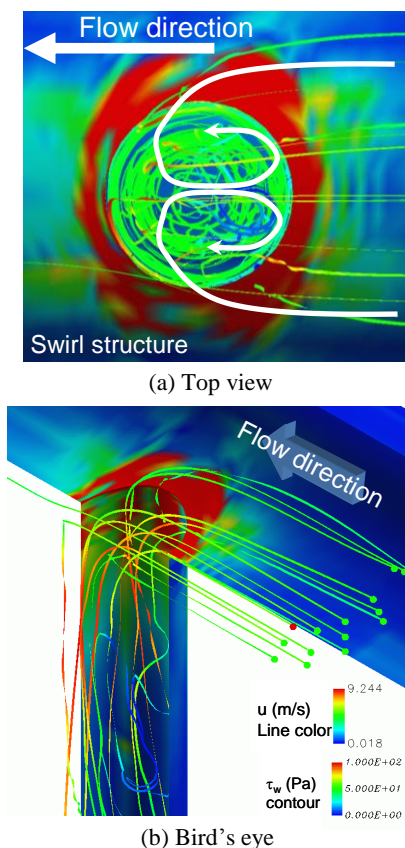 Flow direction
Swirl structure
(a) Top view
Flow direction
9.244
u (m/s)
Line color
0.018
1.000E+02
τw (Pa)
5.000E+01
contour
0.000E+00
(b) Bird's eye